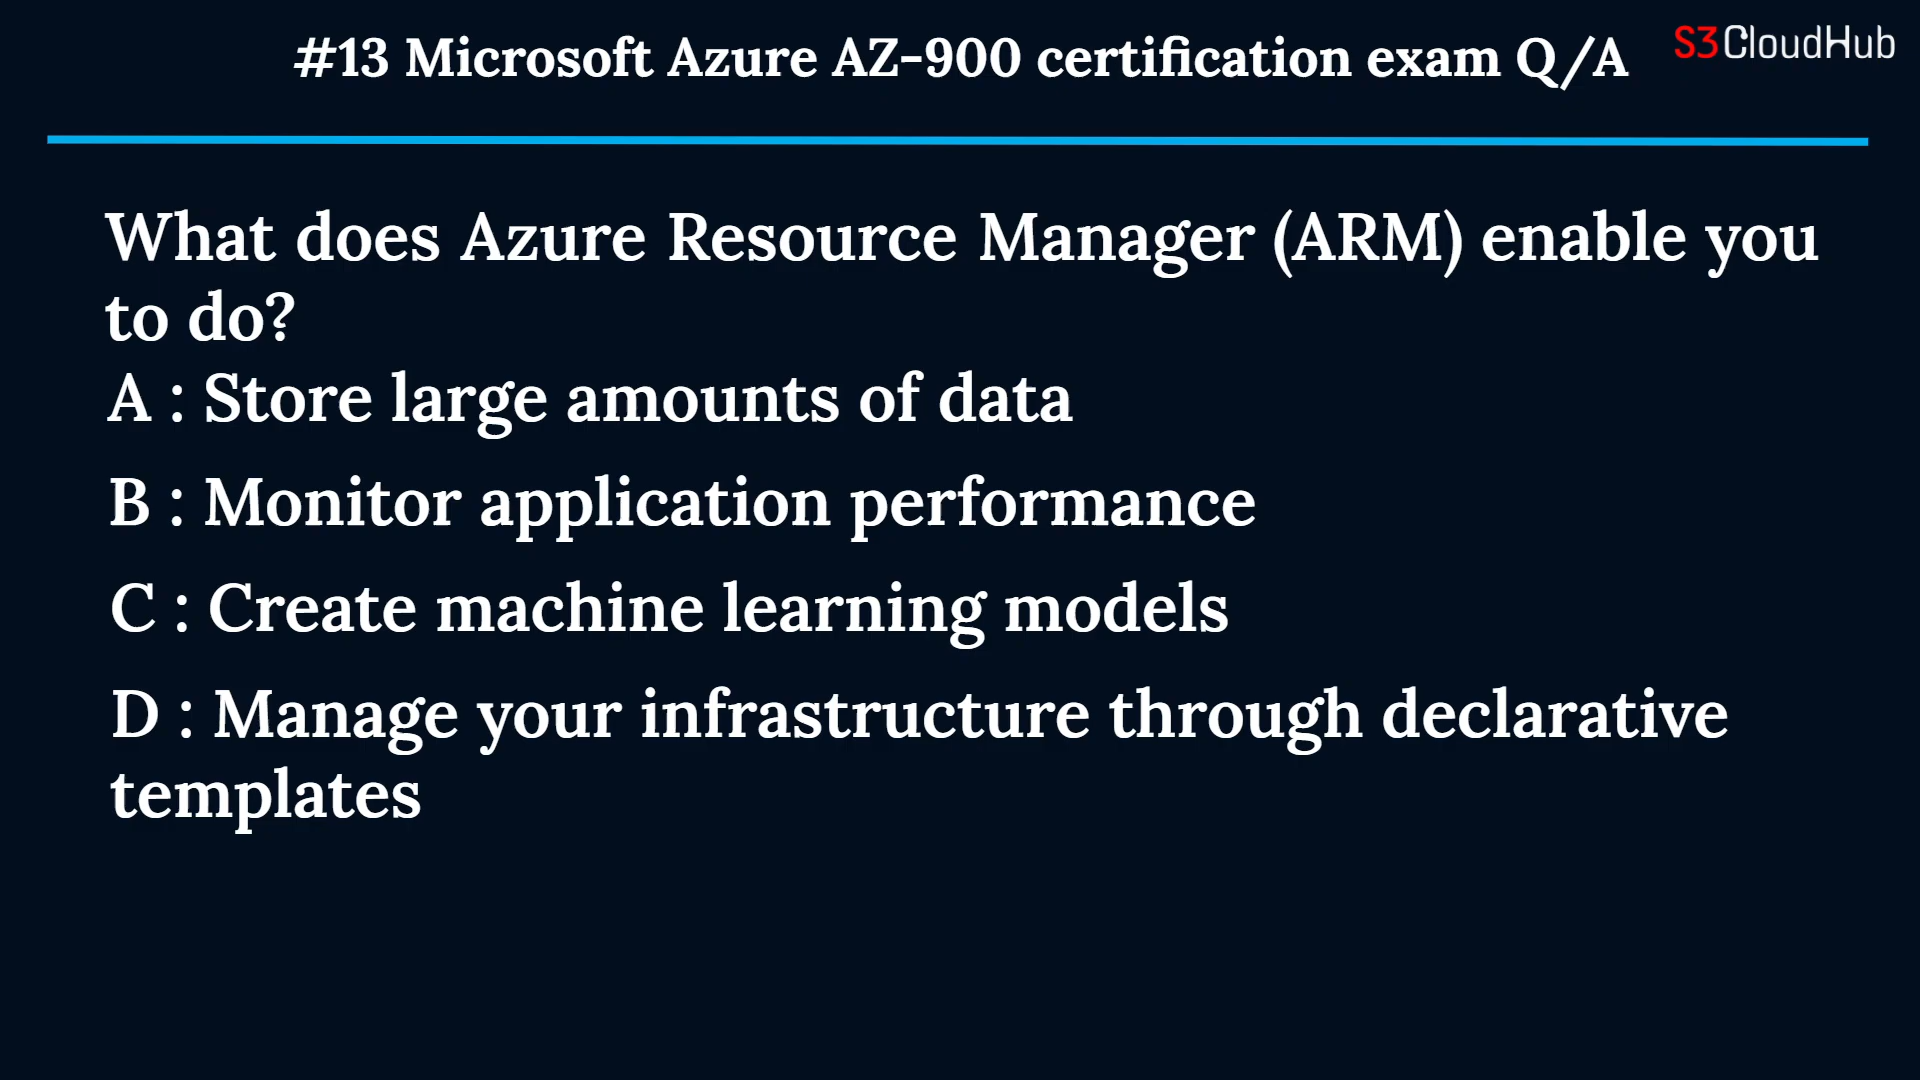 #13 Microsoft Azure AZ-900 certification exam Q/A
S3CloudHub
What does Azure Resource Manager (ARM) enable you
to do?
A : Store large amounts of data
B : Monitor application performance
C : Create machine learning models
D : Manage your infrastructure through declarative
templates